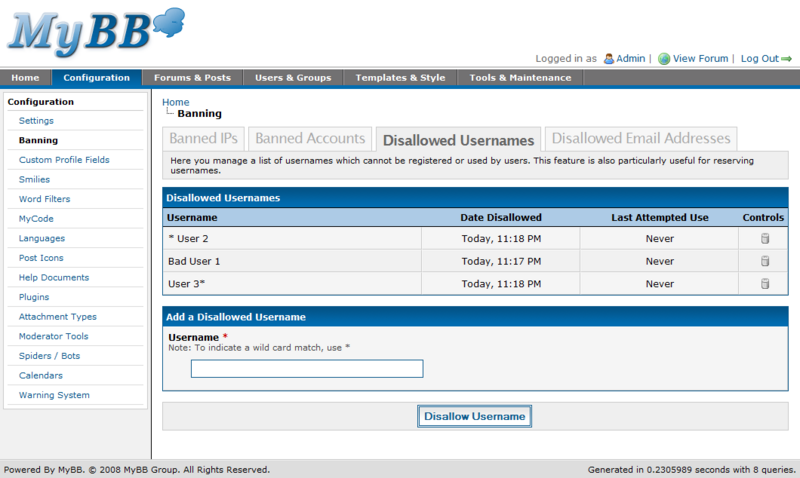 MyBB
Logged in as Admin | View Forum | Log Out
Home Configuration Forums & Posts Users & Groups Templates & Style Tools & Maintenance
Configuration
Settings
Banning
Custom Profile Fields
Smilies
Word Filters
MyCode
Languages
Post Icons
Help Documents
Plugins
Attachment Types
Moderator Tools
Spiders / Bots
Calendars
Warning System
Home
Banning
Banned IPs Banned Accounts Disallowed Usernames Disallowed Email Addresses
Here you manage a list of usernames which cannot be registered or used by users. This feature is also particularly useful for reserving
usernames.
Disallowed Usernames
Username Date Disallowed Last Attempted Use Controls
* User 2 Today, 11:18 PM Never
Bad User 1 Today, 11:17 PM Never
User 3* Today, 11:18 PM Never
Add a Disallowed Username
Username *
Note: To indicate a wild card match, use *
Disallow Username
Powered By MyBB. © 2008 MyBB Group. All Rights Reserved. Generated in 0.2305989 seconds with 8 queries.